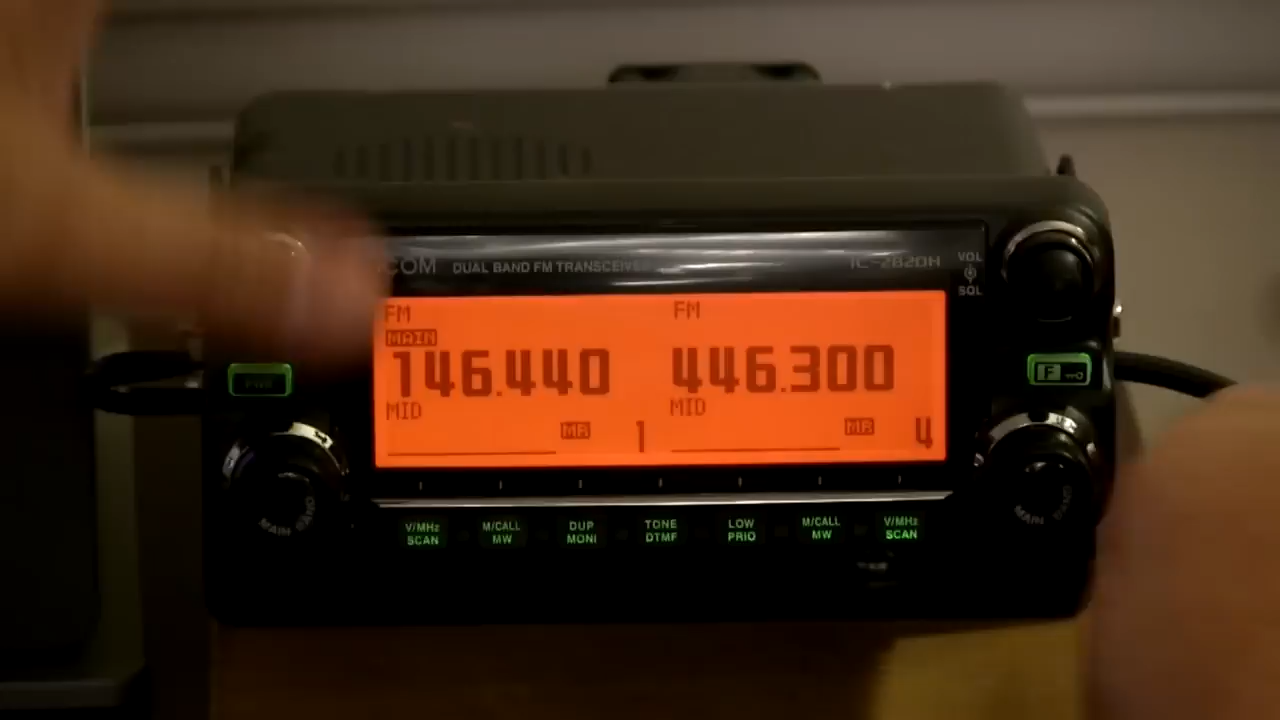 COM DUAL BAND FM TRANSCEIVER IC-2820H
VOL
SQL
FM FM
MAIN
146.440 446.300
MID MID
MR 1 MR 4
PWR
F
MAIN BAND
MAIN BAND
V/MHz M/CALL DUP TONE LOW M/CALL V/MHz
SCAN MW MONI DTMF PRIO MW SCAN